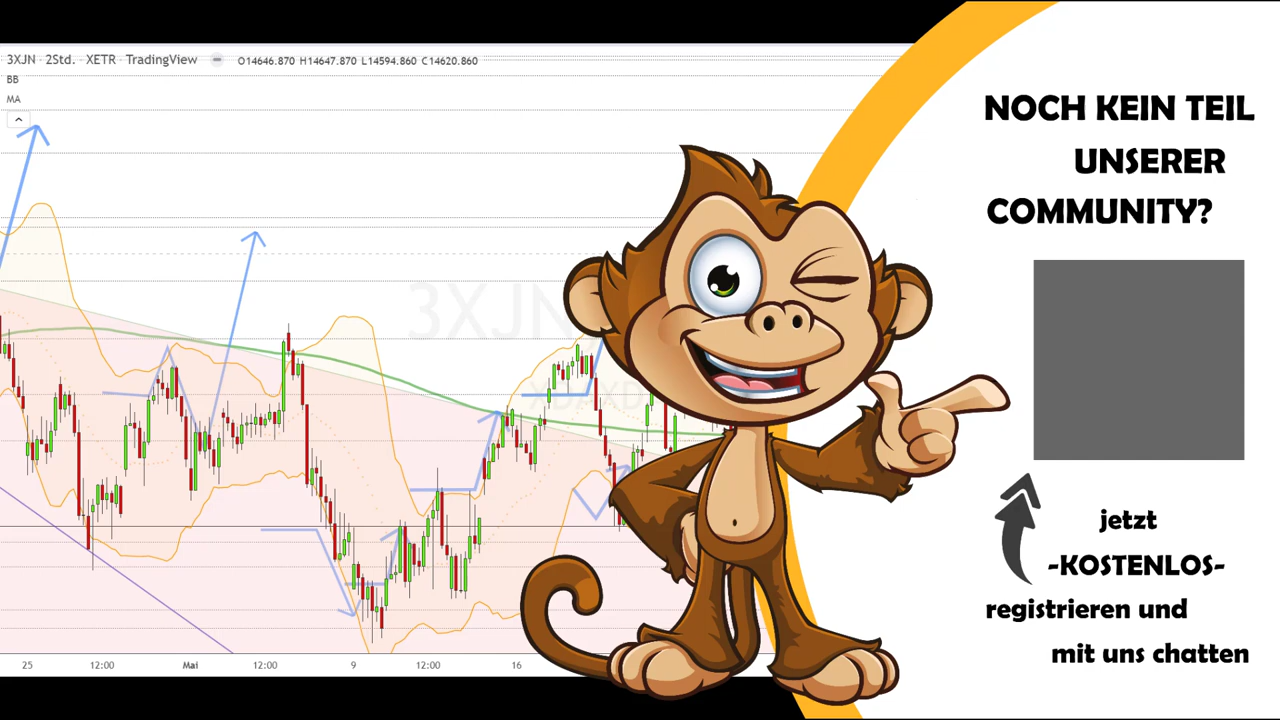 3XJN 2Std. XETR TradingView O14646.870 H14647.870 L14594.860 C14620.860
BB
MA
NOCH KEIN TEIL
UNSERER
COMMUNITY?
3XJN
jetzt
-KOSTENLOS-
registrieren und
mit uns chatten
25 12:00 Mai 12:00 9 12:00 16